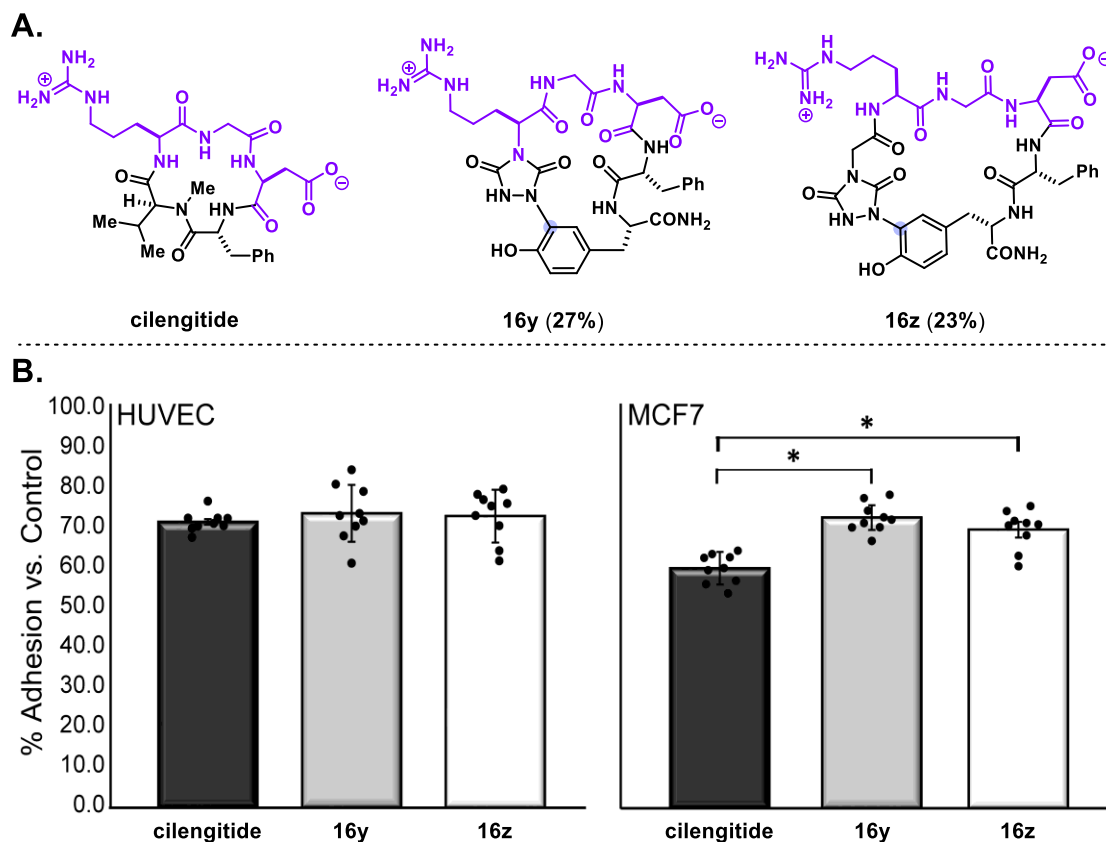 A.
NH2
H2N
NH
O
H
N
O
NH
HN
O
O
O
O
H
Me
N
HN
Me
Me
O
Ph
cilengitide
NH2
H2N
NH
HN
O
O
H
N
O
O
O
N
O
O
NH
HN
N
O
Ph
HN
CONH2
HO
16y (27%)
H2N
H
N
NH2
HN
O
O
HN
O
H
N
O
O
O
O
N
O
NH
O
HN
N
O
Ph
NH
CONH2
HO
16z (23%)
B.
% Adhesion vs. Control
100.0
90.0
80.0
70.0
60.0
50.0
40.0
30.0
20.0
10.0
0.0
HUVEC
cilengitide 16y 16z
MCF7
*
*
cilengitide 16y 16z